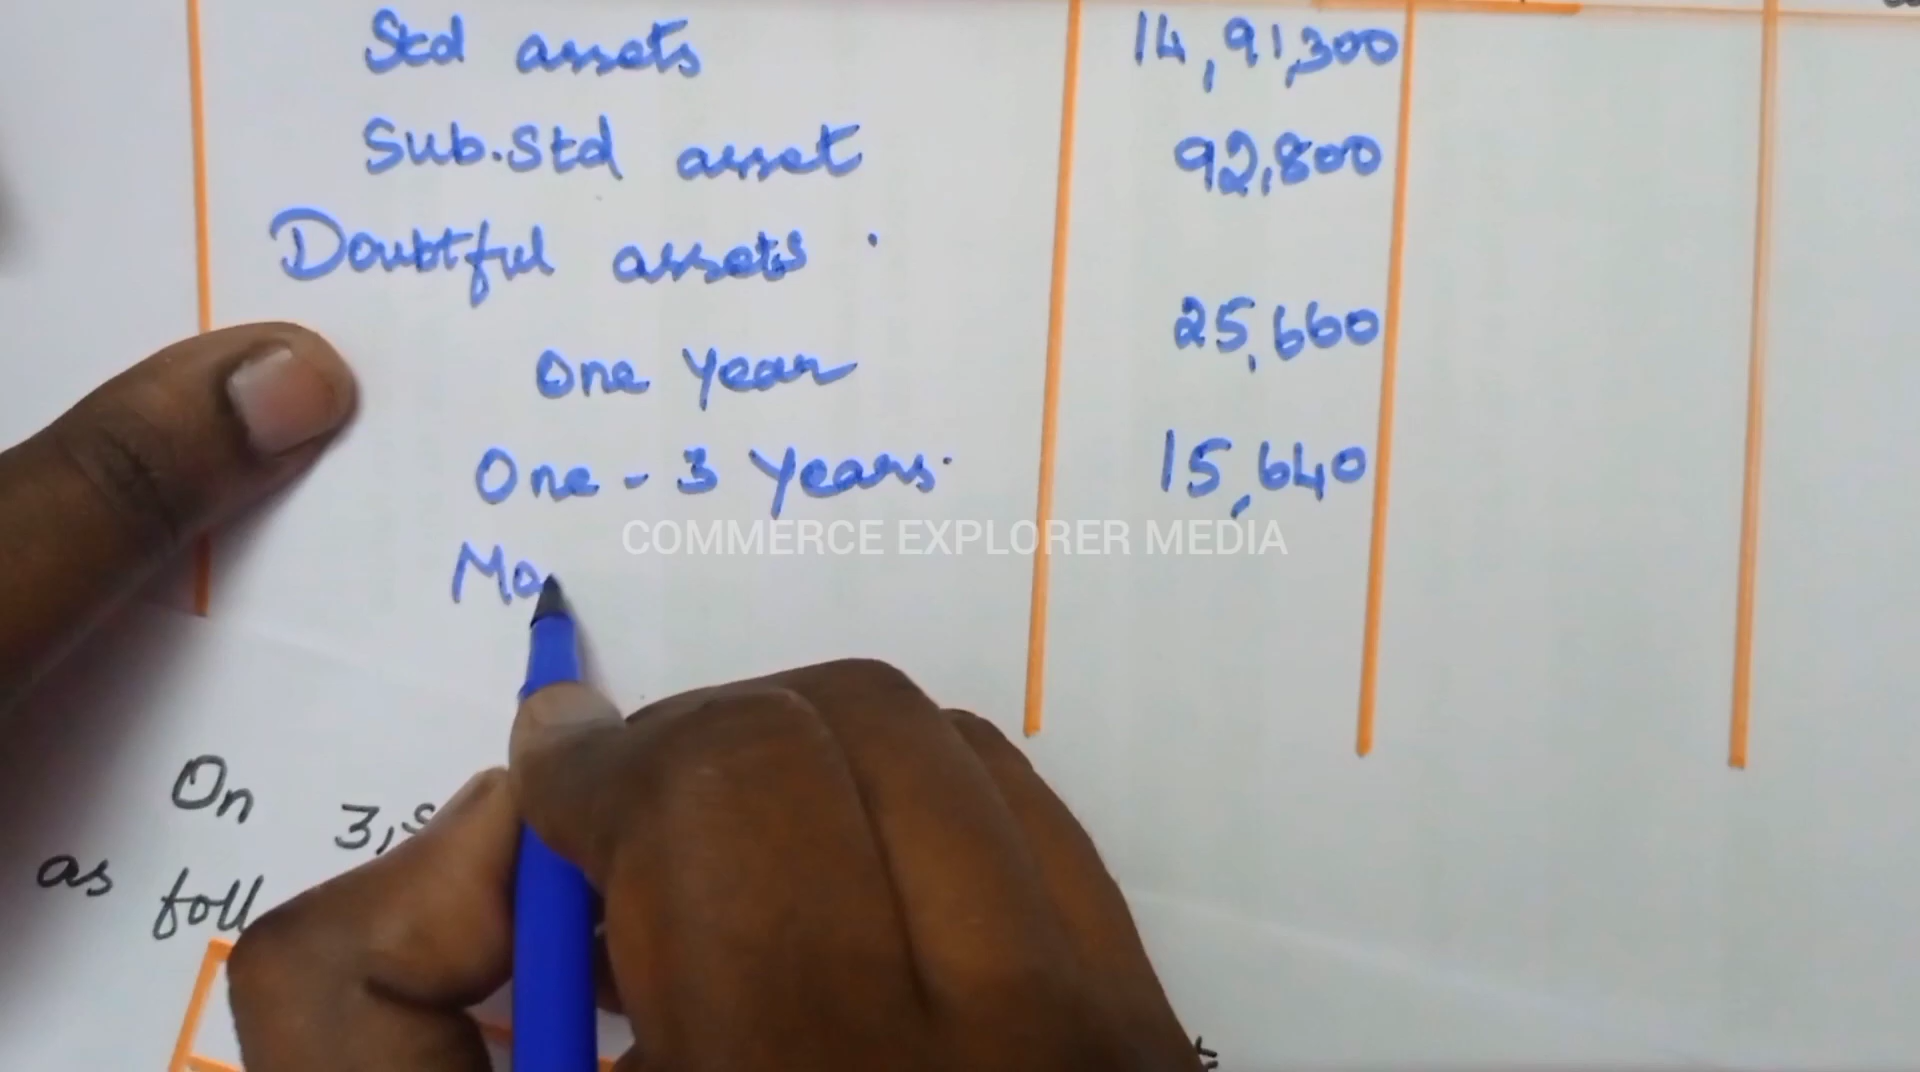 Std assets 14,91,300
Sub.Std asset 92,800
Doubtful assets
One year 25,660
One - 3 years 15,640
COMMERCE EXPLORER MEDIA
On 3,
as foll